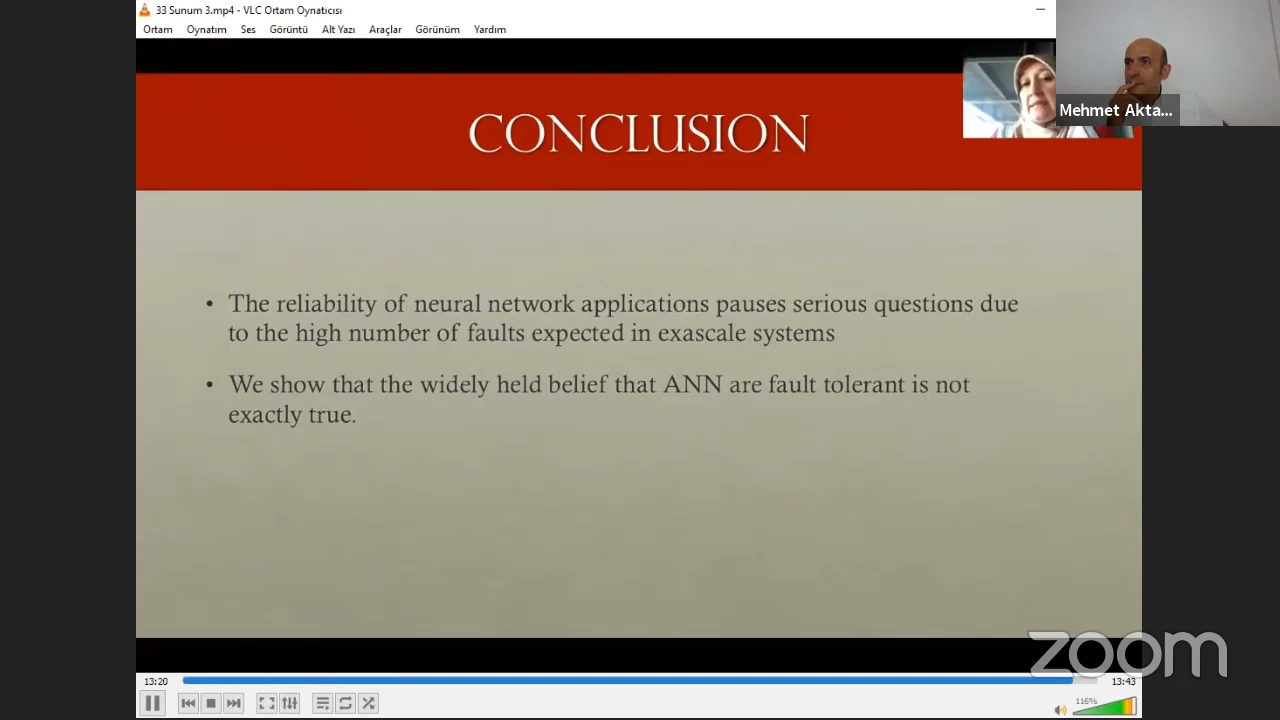 33 Sunum 3.mp4 - VLC Ortam Oynatıcısı
Ortam Oynatım Ses Görüntü Alt Yazı Araçlar Görünüm Yardım
Mehmet Akta...
CONCLUSION
• The reliability of neural network applications pauses serious questions due
to the high number of faults expected in exascale systems
• We show that the widely held belief that ANN are fault tolerant is not
exactly true.
zoom
13:20 13:43
116%